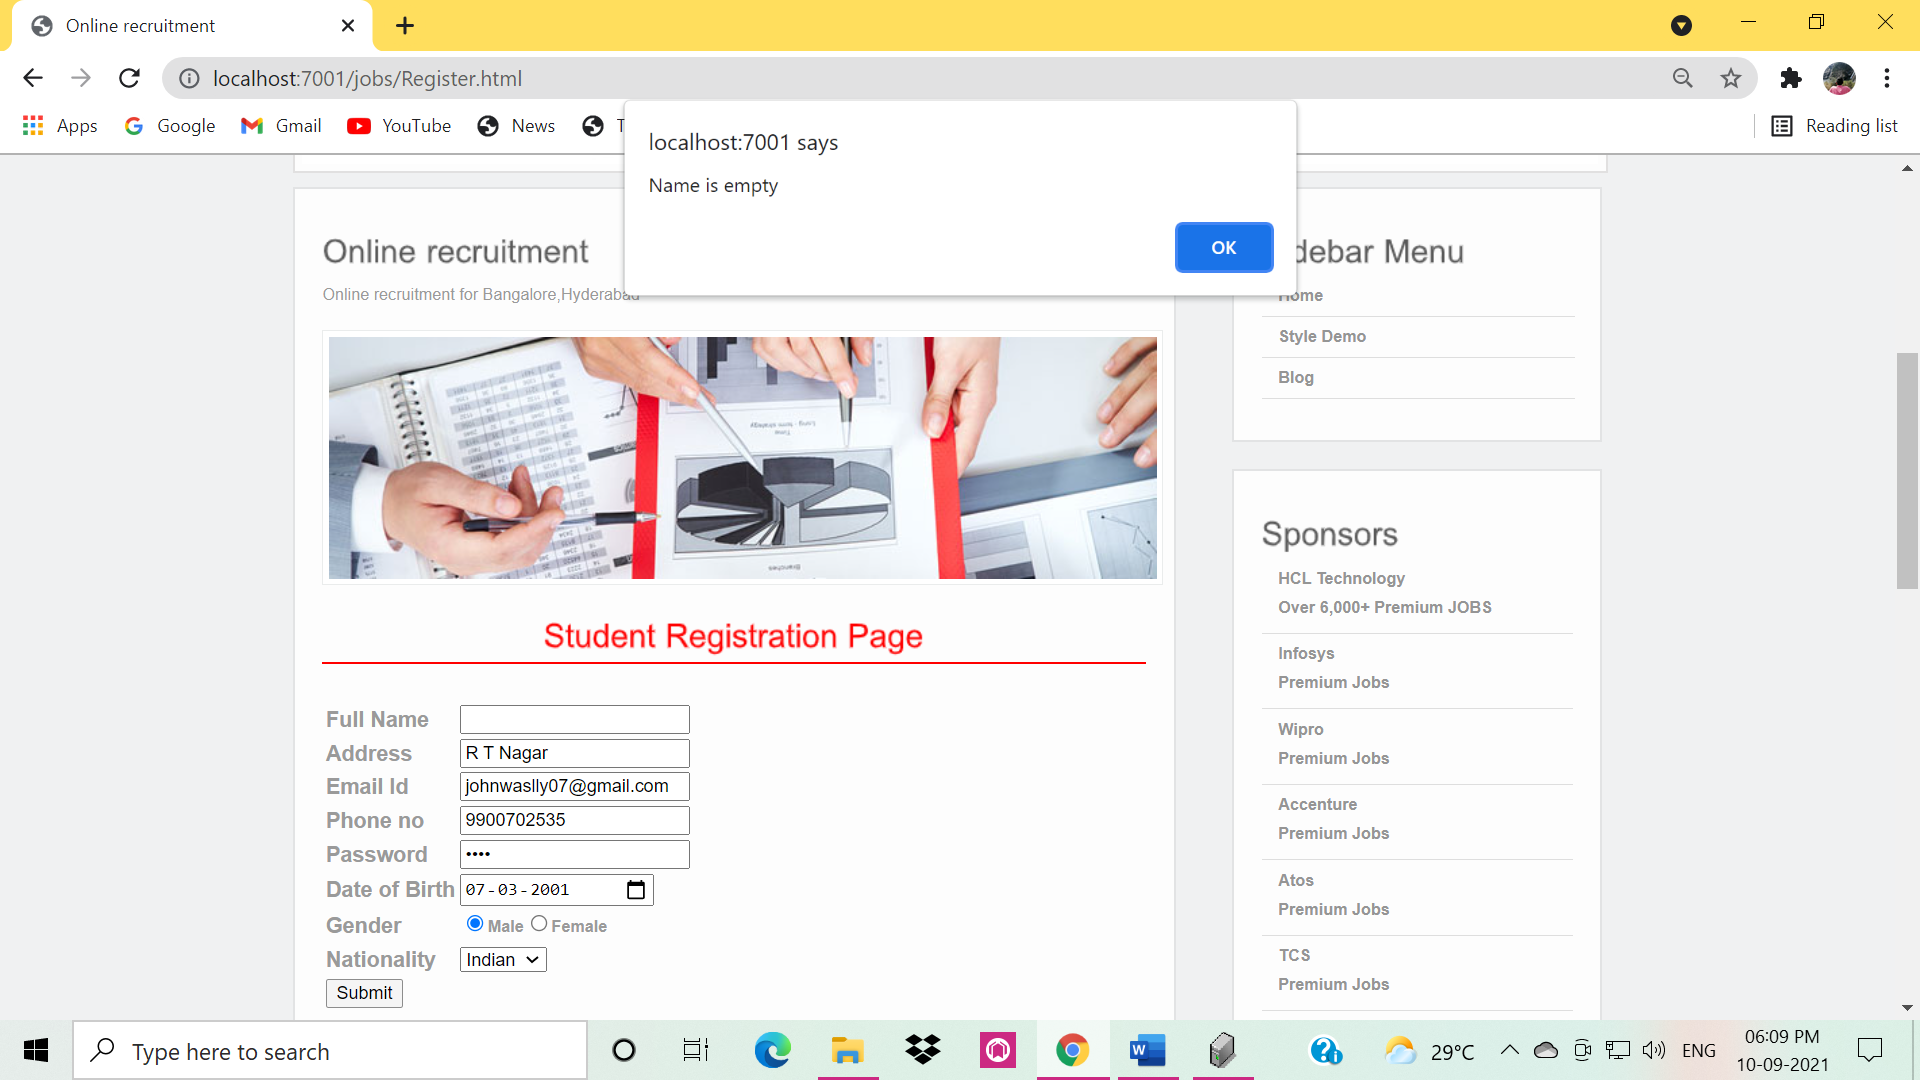 Online recruitment
localhost:7001/jobs/Register.html
Apps Google Gmail YouTube News T Reading list
localhost:7001 says
Name is empty
OK
Online recruitment
Online recruitment for Bangalore,Hyderabad
debar Menu
Home
Style Demo
Blog
Sponsors
HCL Technology
Over 6,000+ Premium JOBS
Infosys
Premium Jobs
Wipro
Premium Jobs
Accenture
Premium Jobs
Atos
Premium Jobs
TCS
Premium Jobs
Student Registration Page
Full Name
Address R T Nagar
Email Id johnwaslly07@gmail.com
Phone no 9900702535
Password ••••
Date of Birth 07-03-2001
Gender Male Female
Nationality Indian
Submit
Type here to search
29°C
ENG
06:09 PM
10-09-2021